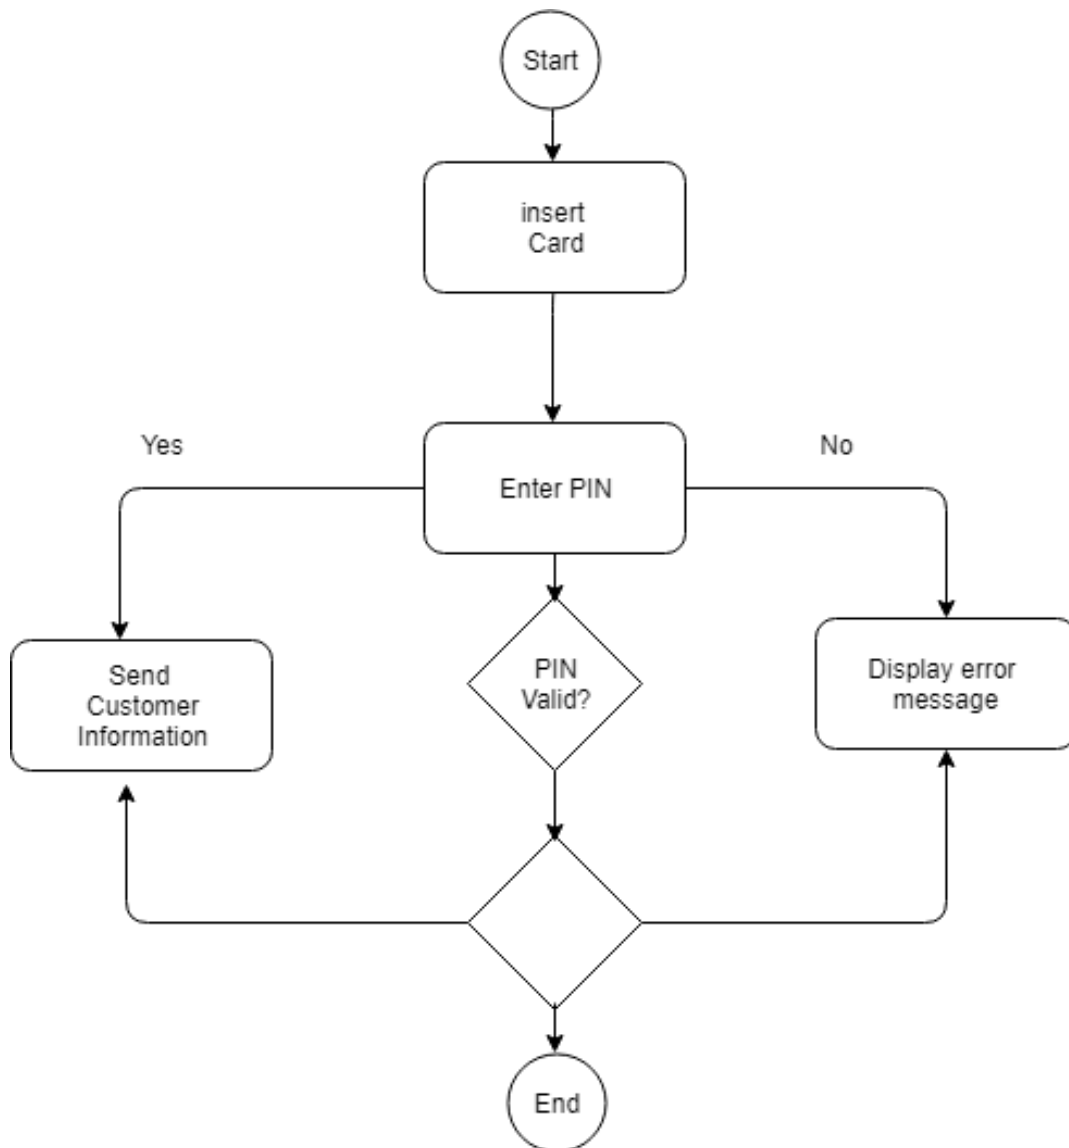 Start
insert
Card
Yes
No
Enter PIN
PIN
Valid?
Send
Customer
Information
Display error
message
End